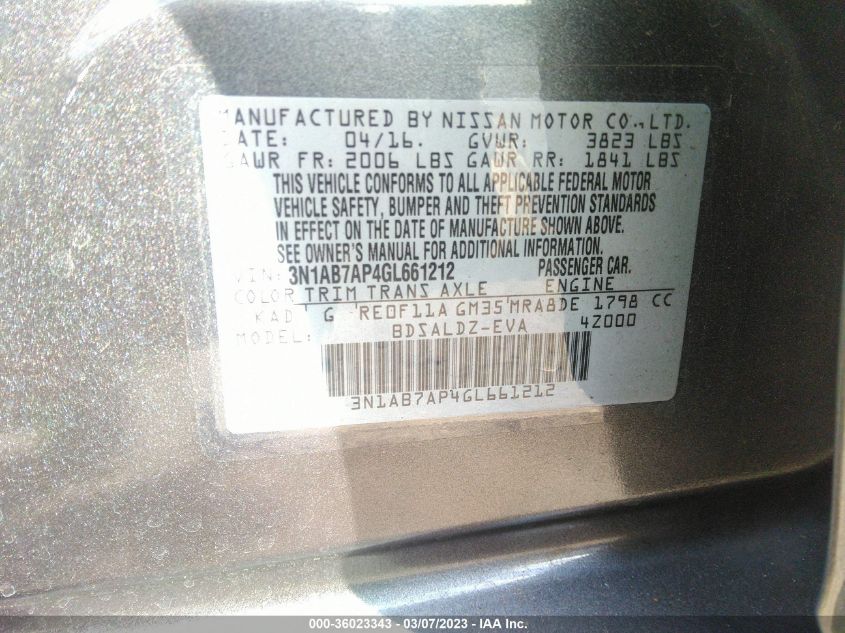 MANUFACTURED BY NISSAN MOTOR CO., LTD.
DATE: 04/16. GVWR: 3823 LBS
GAWR FR: 2006 LBS GAWR RR: 1841 LBS
THIS VEHICLE CONFORMS TO ALL APPLICABLE FEDERAL MOTOR
VEHICLE SAFETY, BUMPER AND THEFT PREVENTION STANDARDS
IN EFFECT ON THE DATE OF MANUFACTURE SHOWN ABOVE.
SEE OWNER'S MANUAL FOR ADDITIONAL INFORMATION.
VIN: 3N1AB7AP4GL661212 PASSENGER CAR.
COLOR TRIM TRANS AXLE ENGINE
KAD G RE0F11A GM35 MRA8DE 1798 CC
MODEL: BDSALDZ-EVA 4Z000
3N1AB7AP4GL661212
000-36023343 - 03/07/2023 - IAA Inc.